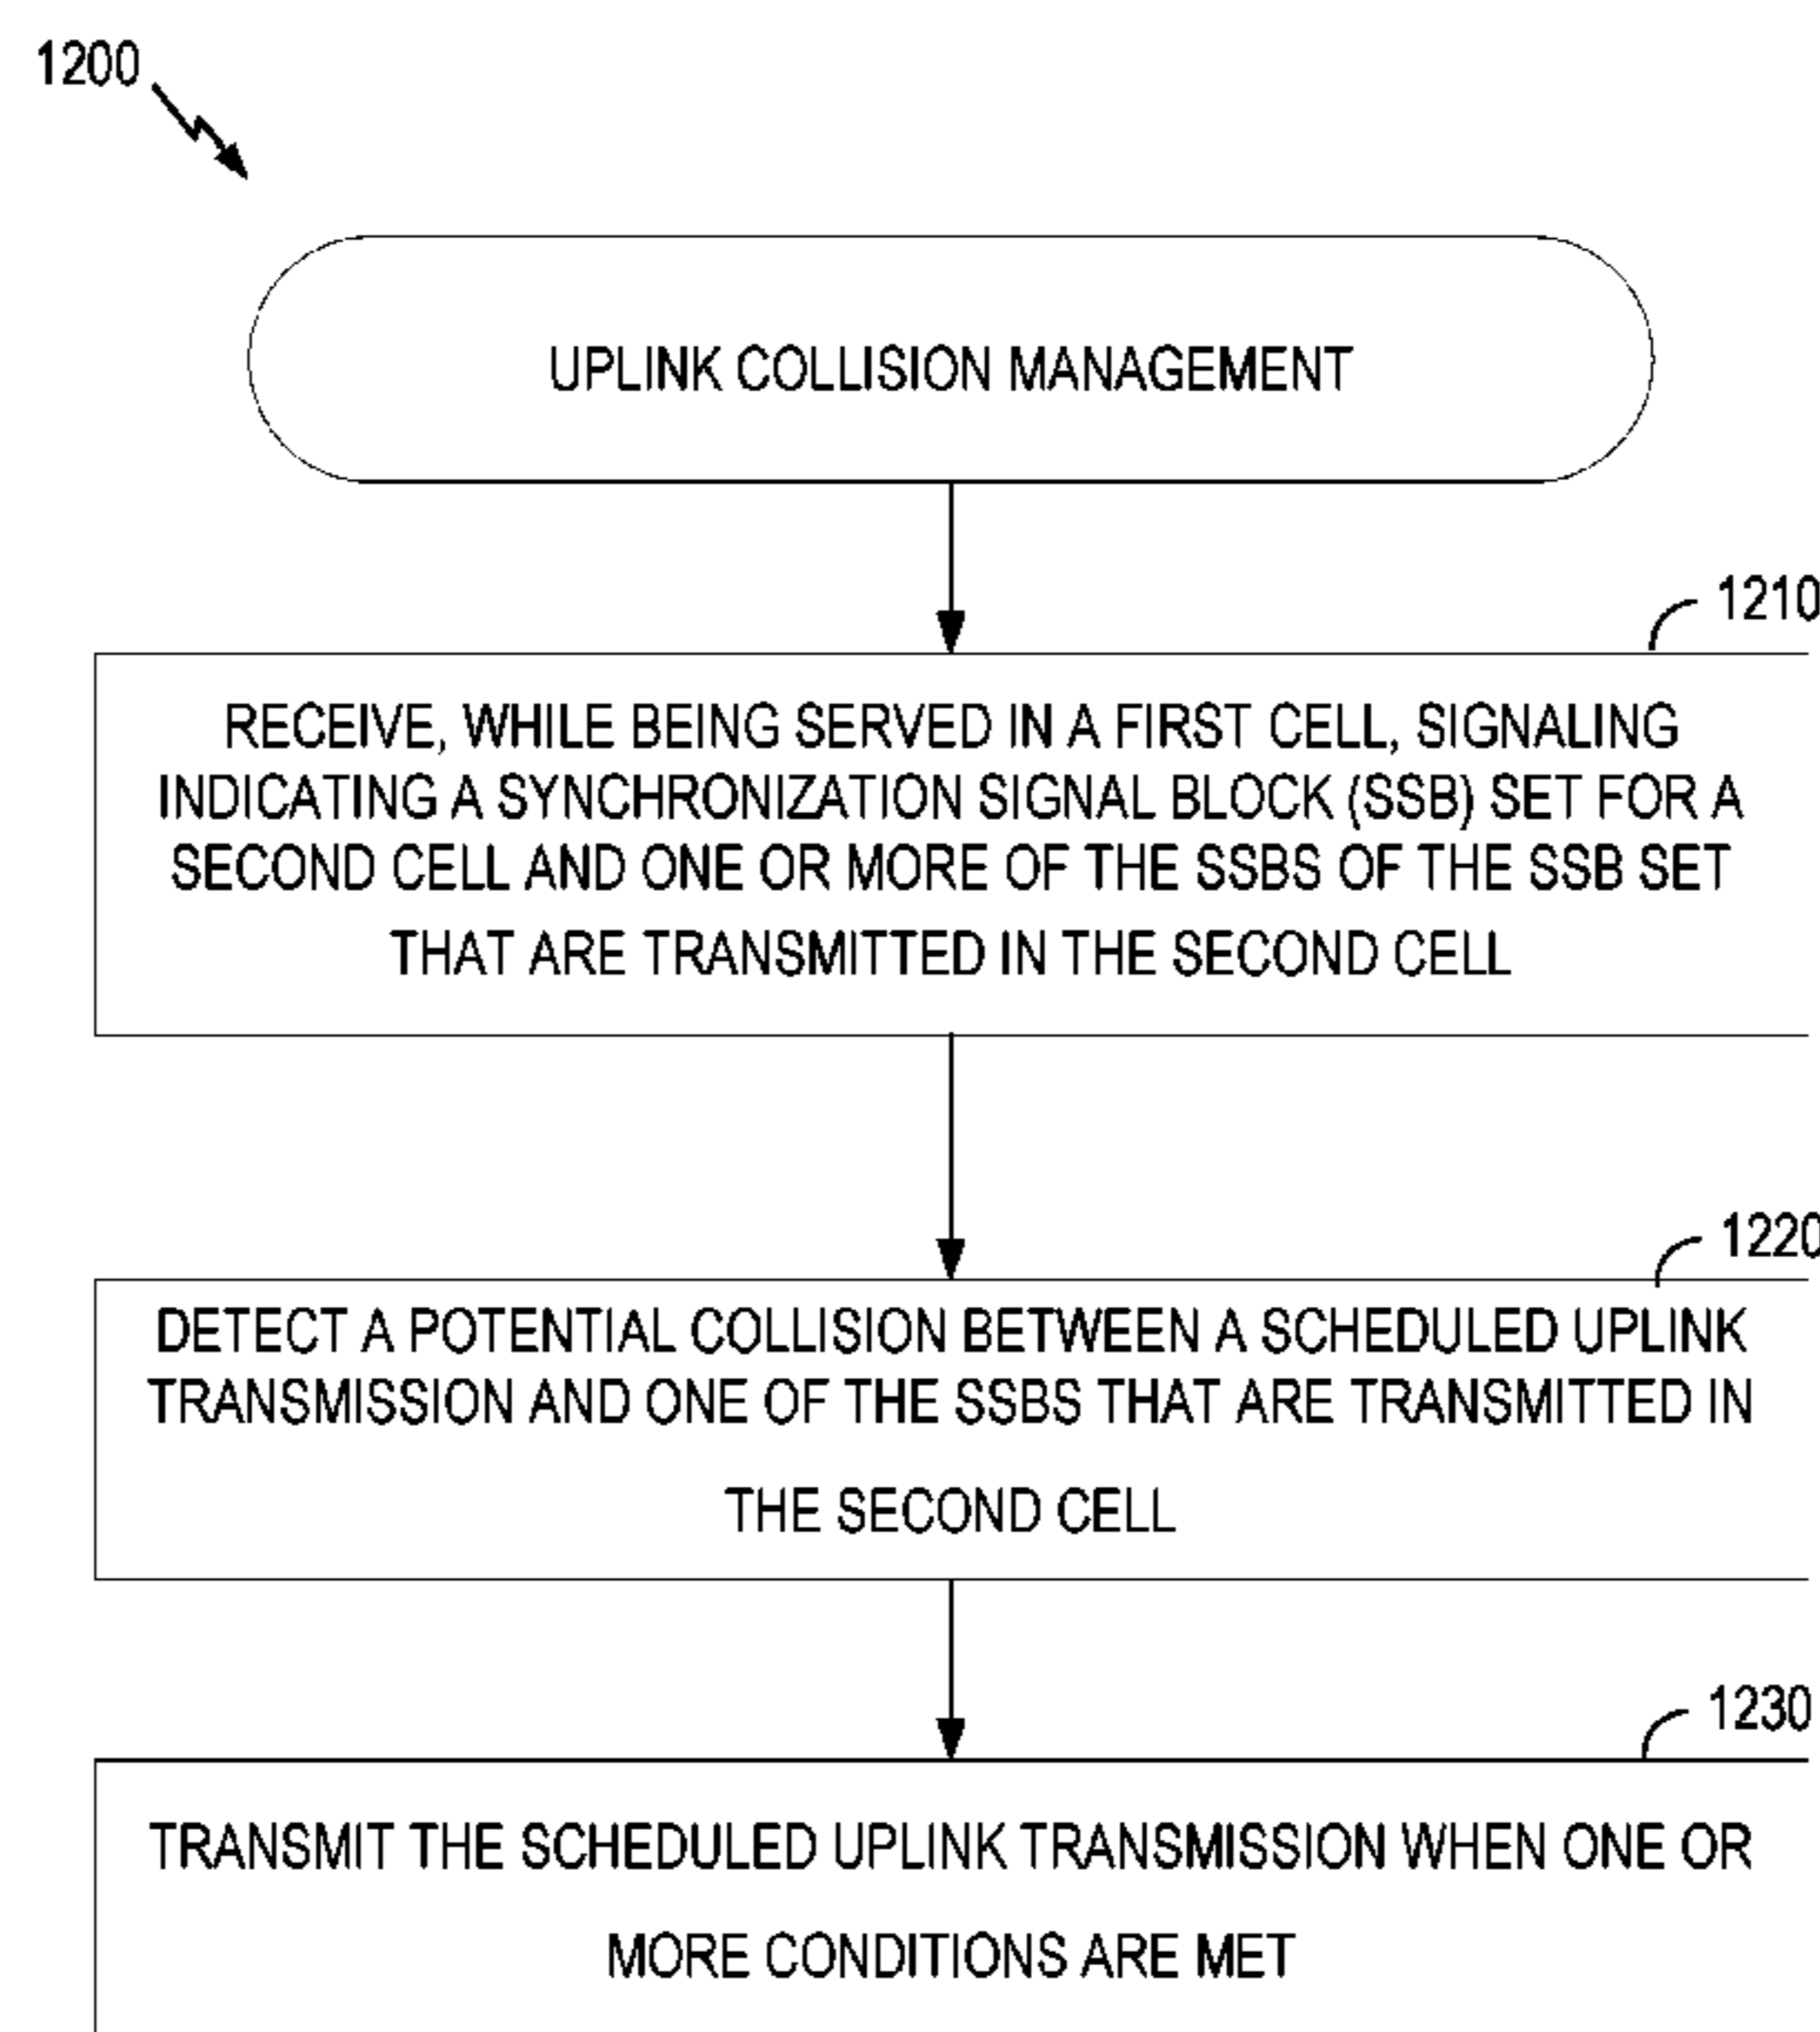 1200
UPLINK COLLISION MANAGEMENT
1210
RECEIVE, WHILE BEING SERVED IN A FIRST CELL, SIGNALING
INDICATING A SYNCHRONIZATION SIGNAL BLOCK (SSB) SET FOR A
SECOND CELL AND ONE OR MORE OF THE SSBS OF THE SSB SET
THAT ARE TRANSMITTED IN THE SECOND CELL
1220
DETECT A POTENTIAL COLLISION BETWEEN A SCHEDULED UPLINK
TRANSMISSION AND ONE OF THE SSBS THAT ARE TRANSMITTED IN
THE SECOND CELL
1230
TRANSMIT THE SCHEDULED UPLINK TRANSMISSION WHEN ONE OR
MORE CONDITIONS ARE MET